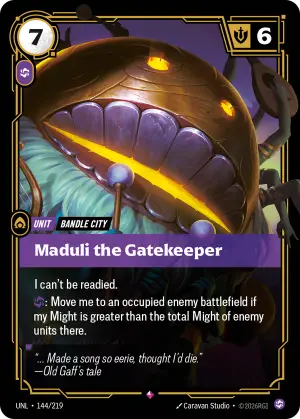 7
6
UNIT BANDLE CITY
Maduli the Gatekeeper
I can't be readied.
: Move me to an occupied enemy battlefield if
my Might is greater than the total Might of enemy
units there.
"... Made a song so eerie, thought I'd die."
—Old Gaff's tale
UNL • 144/219 Caravan Studio • ©2026RGI